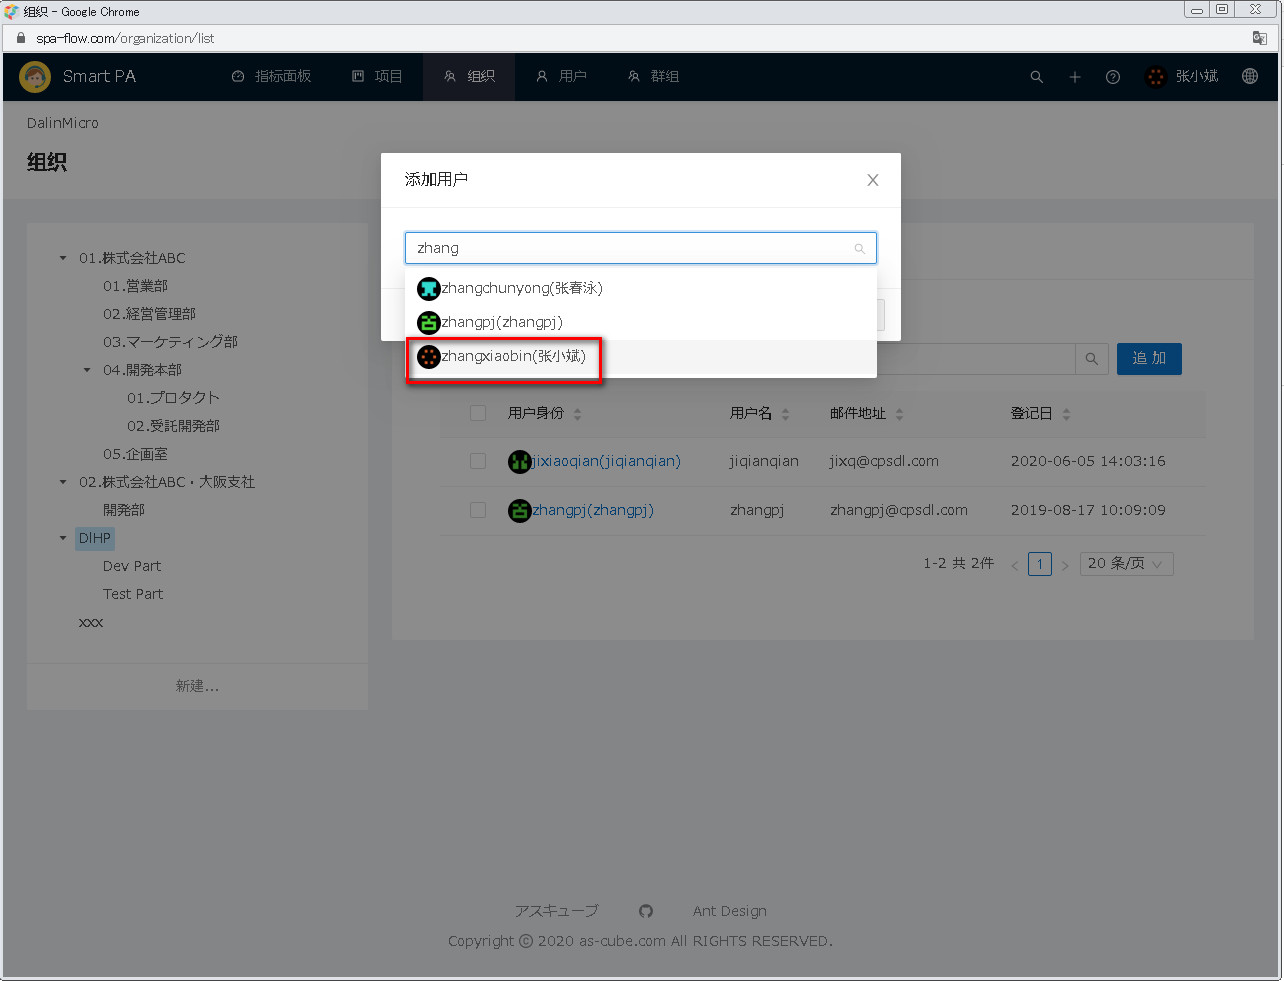 组织 - Google Chrome
spa-flow.com/organization/list
Smart PA 指标面板 项目 组织 用户 群组 张小斌
DalinMicro
组织
添加用户
zhang
zhangchunyong(张春泳)
zhangpj(zhangpj)
zhangxiaobin(张小斌)
01.株式会社ABC
01.営業部
02.経営管理部
03.マーケティング部
04.開発本部
01.プロタクト
02.受託開発部
05.企画室
02.株式会社ABC・大阪支社
開発部
DIHP
Dev Part
Test Part
xxx
新建...
追 加
用户身份 用户名 邮件地址 登记日
jixiaoqian(jiqianqian) jiqianqian jixq@cpsdl.com 2020-06-05 14:03:16
zhangpj(zhangpj) zhangpj zhangpj@cpsdl.com 2019-08-17 10:09:09
1-2 共 2件 1 20 条/页
アスキューブ Ant Design
Copyright © 2020 as-cube.com All RIGHTS RESERVED.